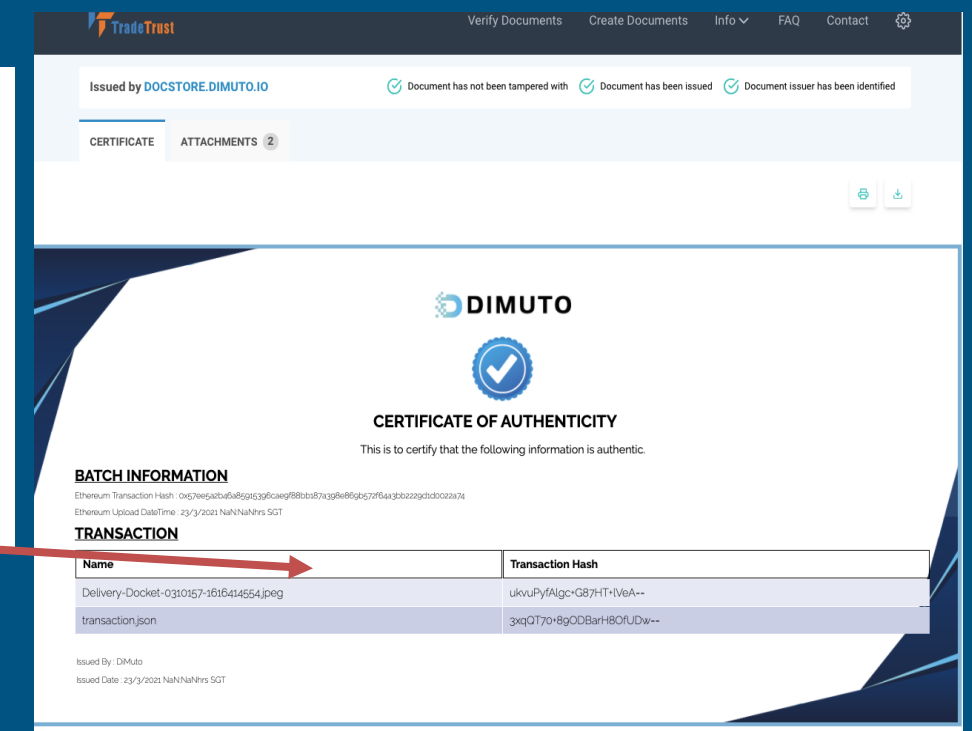 TradeTrust Verify Documents Create Documents Info FAQ Contact
Issued by DOCSTORE.DIMUTO.IO Document has not been tampered with Document has been issued Document issuer has been identified
CERTIFICATE ATTACHMENTS 2
DIMUTO
CERTIFICATE OF AUTHENTICITY
This is to certify that the following information is authentic.
BATCH INFORMATION
Ethereum Transaction Hash :
Ethereum Upload DateTime : 23/3/2021 NaN:NaNhrs SGT
TRANSACTION
Name Transaction Hash
Delivery-Docket-0310157-1616414554.jpeg ukvuPyfAlgc+G87HT+lVeA==
transaction.json 3xqQT70+89ODBarH8OfUDw==
Issued By : DiMuto
Issued Date : 23/3/2021 NaN:NaNhrs SGT